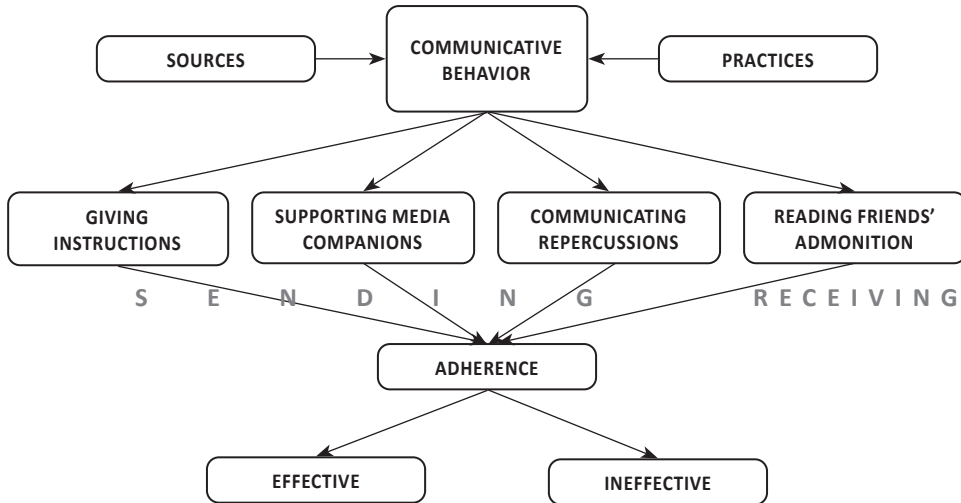 SOURCES
COMMUNICATIVE
BEHAVIOR
PRACTICES
GIVING
INSTRUCTIONS
SUPPORTING MEDIA
COMPANIONS
COMMUNICATING
REPERCUSSIONS
READING FRIENDS’
ADMONITION
S E N D I N G
R E C E I V I N G
ADHERENCE
EFFECTIVE
INEFFECTIVE